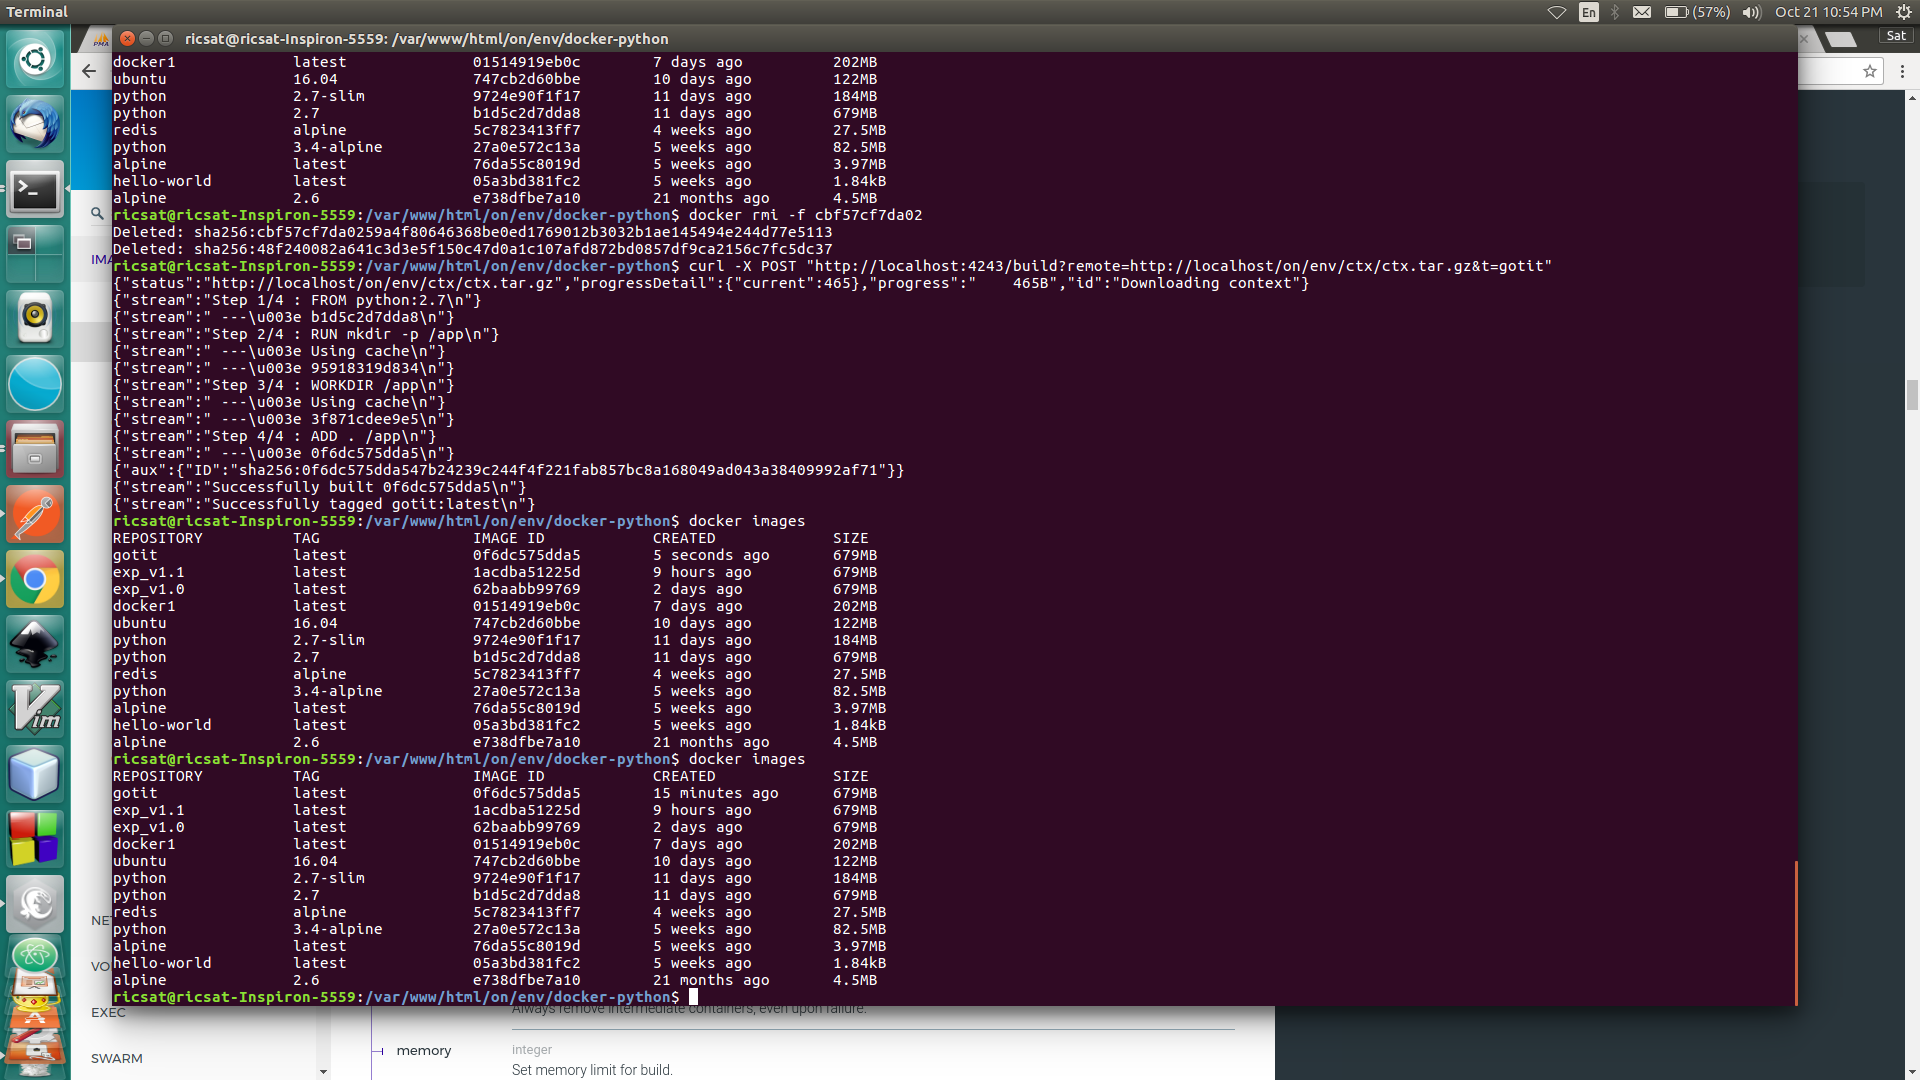 Terminal
En
(57%)
Oct 21 10:54 PM
PMA
ricsat@ricsat-Inspiron-5559: /var/www/html/on/env/docker-python
Sat
docker1 latest 01514919eb0c 7 days ago 202MB
ubuntu 16.04 747cb2d60bbe 10 days ago 122MB
python 2.7-slim 9724e90f1f17 11 days ago 184MB
python 2.7 b1d5c2d7dda8 11 days ago 679MB
redis alpine 5c7823413ff7 4 weeks ago 27.5MB
python 3.4-alpine 27a0e572c13a 5 weeks ago 82.5MB
alpine latest 76da55c8019d 5 weeks ago 3.97MB
hello-world latest 05a3bd381fc2 5 weeks ago 1.84kB
alpine 2.6 e738dfbe7a10 21 months ago 4.5MB
ricsat@ricsat-Inspiron-5559:/var/www/html/on/env/docker-python$ docker rmi -f cbf57cf7da02
Deleted: sha256:cbf57cf7da0259a4f80646368be0ed1769012b3032b1ae145494e244d77e5113
Deleted: sha256:48f240082a641c3d3e5f150c47d0a1c107afd872bd0857df9ca2156c7fc5dc37
ricsat@ricsat-Inspiron-5559:/var/www/html/on/env/docker-python$ curl -X POST "http://localhost:4243/build?remote=http://localhost/on/env/ctx/ctx.tar.gz&t=gotit"
{"status":"http://localhost/on/env/ctx/ctx.tar.gz","progressDetail":{"current":465},"progress":"    465B","id":"Downloading context"}
{"stream":"Step 1/4 : FROM python:2.7\n"}
{"stream":" ---\u003e b1d5c2d7dda8\n"}
{"stream":"Step 2/4 : RUN mkdir -p /app\n"}
{"stream":" ---\u003e Using cache\n"}
{"stream":" ---\u003e 95918319d834\n"}
{"stream":"Step 3/4 : WORKDIR /app\n"}
{"stream":" ---\u003e Using cache\n"}
{"stream":" ---\u003e 3f871cdee9e5\n"}
{"stream":"Step 4/4 : ADD . /app\n"}
{"stream":" ---\u003e 0f6dc575dda5\n"}
{"aux":{"ID":"sha256:0f6dc575dda547b24239c244f4f221fab857bc8a168049ad043a38409992af71"}}
{"stream":"Successfully built 0f6dc575dda5\n"}
{"stream":"Successfully tagged gotit:latest\n"}
ricsat@ricsat-Inspiron-5559:/var/www/html/on/env/docker-python$ docker images
REPOSITORY TAG IMAGE ID CREATED SIZE
gotit latest 0f6dc575dda5 5 seconds ago 679MB
exp_v1.1 latest 1acdba51225d 9 hours ago 679MB
exp_v1.0 latest 62baabb99769 2 days ago 679MB
docker1 latest 01514919eb0c 7 days ago 202MB
ubuntu 16.04 747cb2d60bbe 10 days ago 122MB
python 2.7-slim 9724e90f1f17 11 days ago 184MB
python 2.7 b1d5c2d7dda8 11 days ago 679MB
redis alpine 5c7823413ff7 4 weeks ago 27.5MB
python 3.4-alpine 27a0e572c13a 5 weeks ago 82.5MB
alpine latest 76da55c8019d 5 weeks ago 3.97MB
hello-world latest 05a3bd381fc2 5 weeks ago 1.84kB
alpine 2.6 e738dfbe7a10 21 months ago 4.5MB
ricsat@ricsat-Inspiron-5559:/var/www/html/on/env/docker-python$ docker images
REPOSITORY TAG IMAGE ID CREATED SIZE
gotit latest 0f6dc575dda5 15 minutes ago 679MB
exp_v1.1 latest 1acdba51225d 9 hours ago 679MB
exp_v1.0 latest 62baabb99769 2 days ago 679MB
docker1 latest 01514919eb0c 7 days ago 202MB
ubuntu 16.04 747cb2d60bbe 10 days ago 122MB
python 2.7-slim 9724e90f1f17 11 days ago 184MB
python 2.7 b1d5c2d7dda8 11 days ago 679MB
redis alpine 5c7823413ff7 4 weeks ago 27.5MB
python 3.4-alpine 27a0e572c13a 5 weeks ago 82.5MB
alpine latest 76da55c8019d 5 weeks ago 3.97MB
hello-world latest 05a3bd381fc2 5 weeks ago 1.84kB
alpine 2.6 e738dfbe7a10 21 months ago 4.5MB
ricsat@ricsat-Inspiron-5559:/var/www/html/on/env/docker-python$
IMA
NE
VO
EXEC
SWARM
Always remove intermediate containers, even upon failure.
memory integer
Set memory limit for build.
Vim